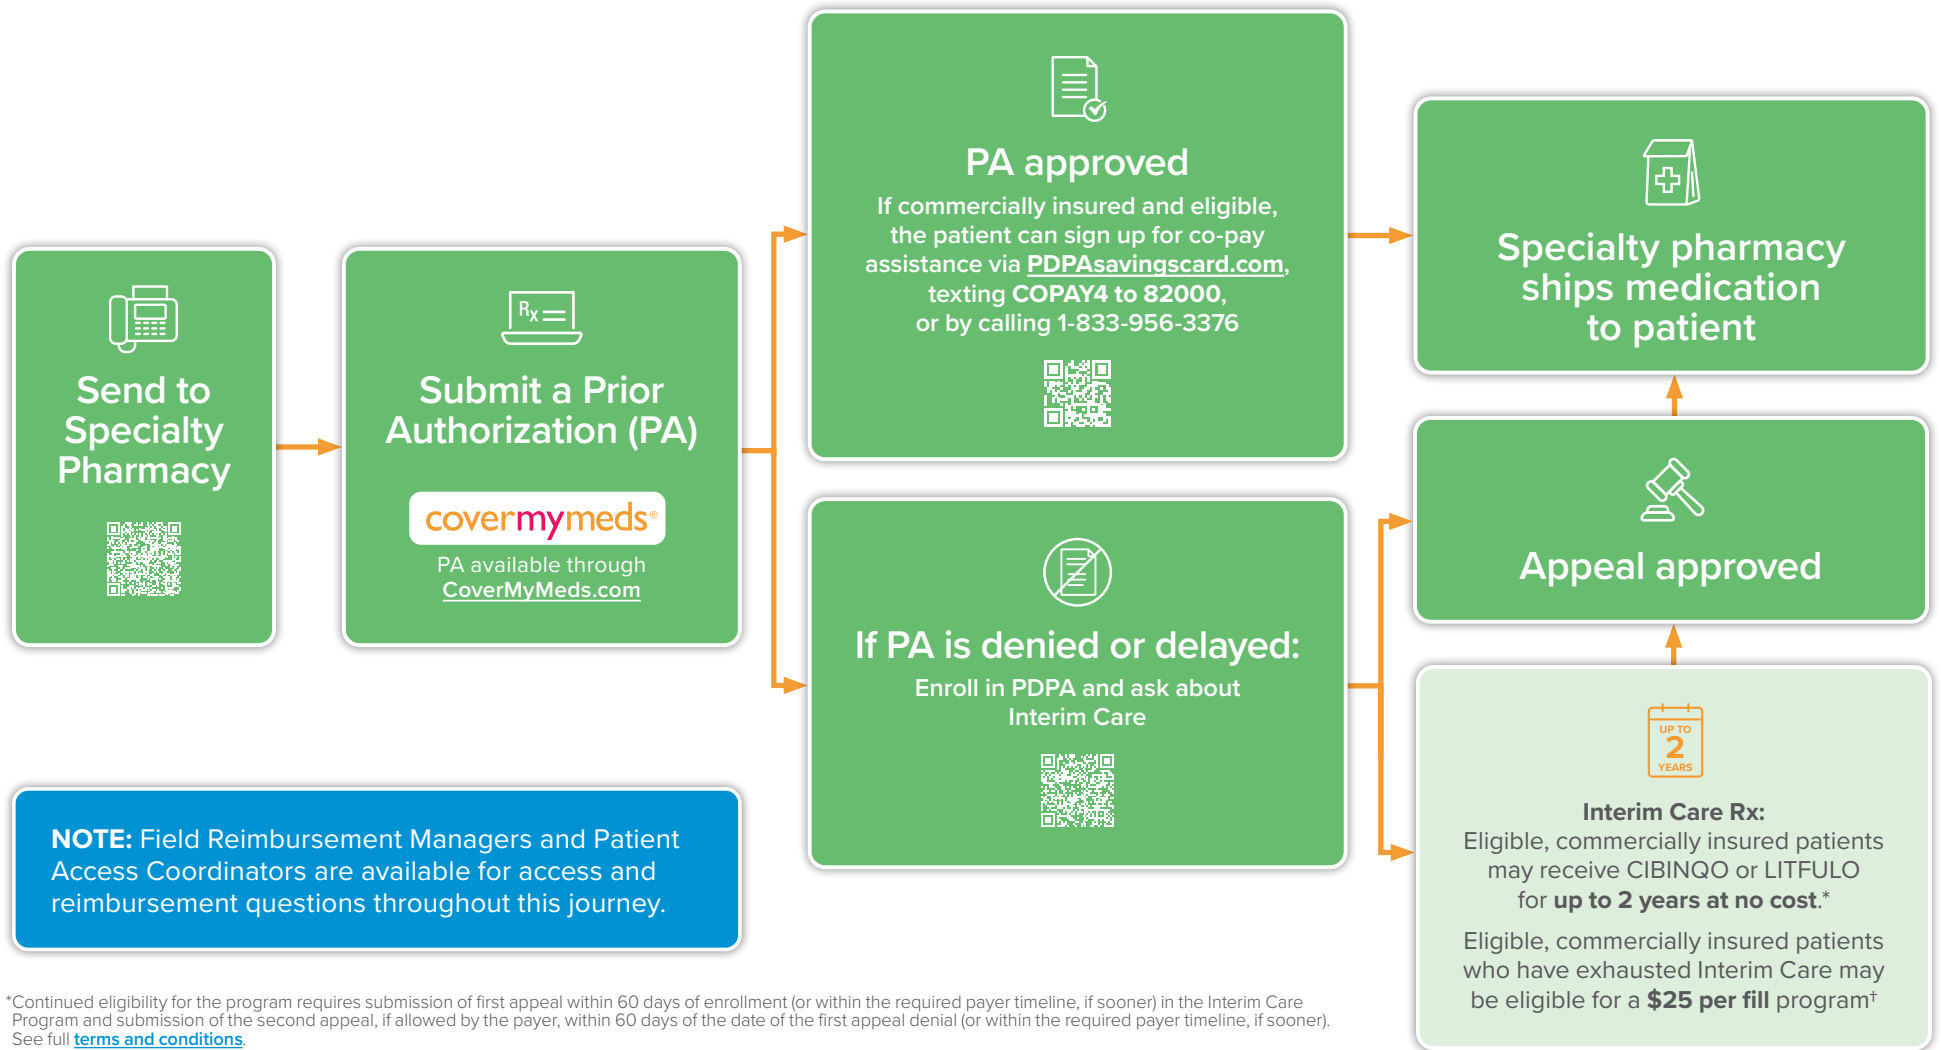 Send to
Specialty
Pharmacy
Rx
Submit a Prior
Authorization (PA)
covermymeds®
PA available through
CoverMyMeds.com
PA approved
If commercially insured and eligible,
the patient can sign up for co-pay
assistance via PDPAsavingscard.com,
texting COPAY4 to 82000,
or by calling 1-833-956-3376
If PA is denied or delayed:
Enroll in PDPA and ask about
Interim Care
Specialty pharmacy
ships medication
to patient
Appeal approved
UP TO
2
YEARS
Interim Care Rx:
Eligible, commercially insured patients
may receive CIBINQO or LITFULO
for up to 2 years at no cost.*
Eligible, commercially insured patients
who have exhausted Interim Care may
be eligible for a $25 per fill program†
NOTE: Field Reimbursement Managers and Patient
Access Coordinators are available for access and
reimbursement questions throughout this journey.
*Continued eligibility for the program requires submission of first appeal within 60 days of enrollment (or within the required payer timeline, if sooner) in the Interim Care
Program and submission of the second appeal, if allowed by the payer, within 60 days of the date of the first appeal denial (or within the required payer timeline, if sooner).
See full terms and conditions.